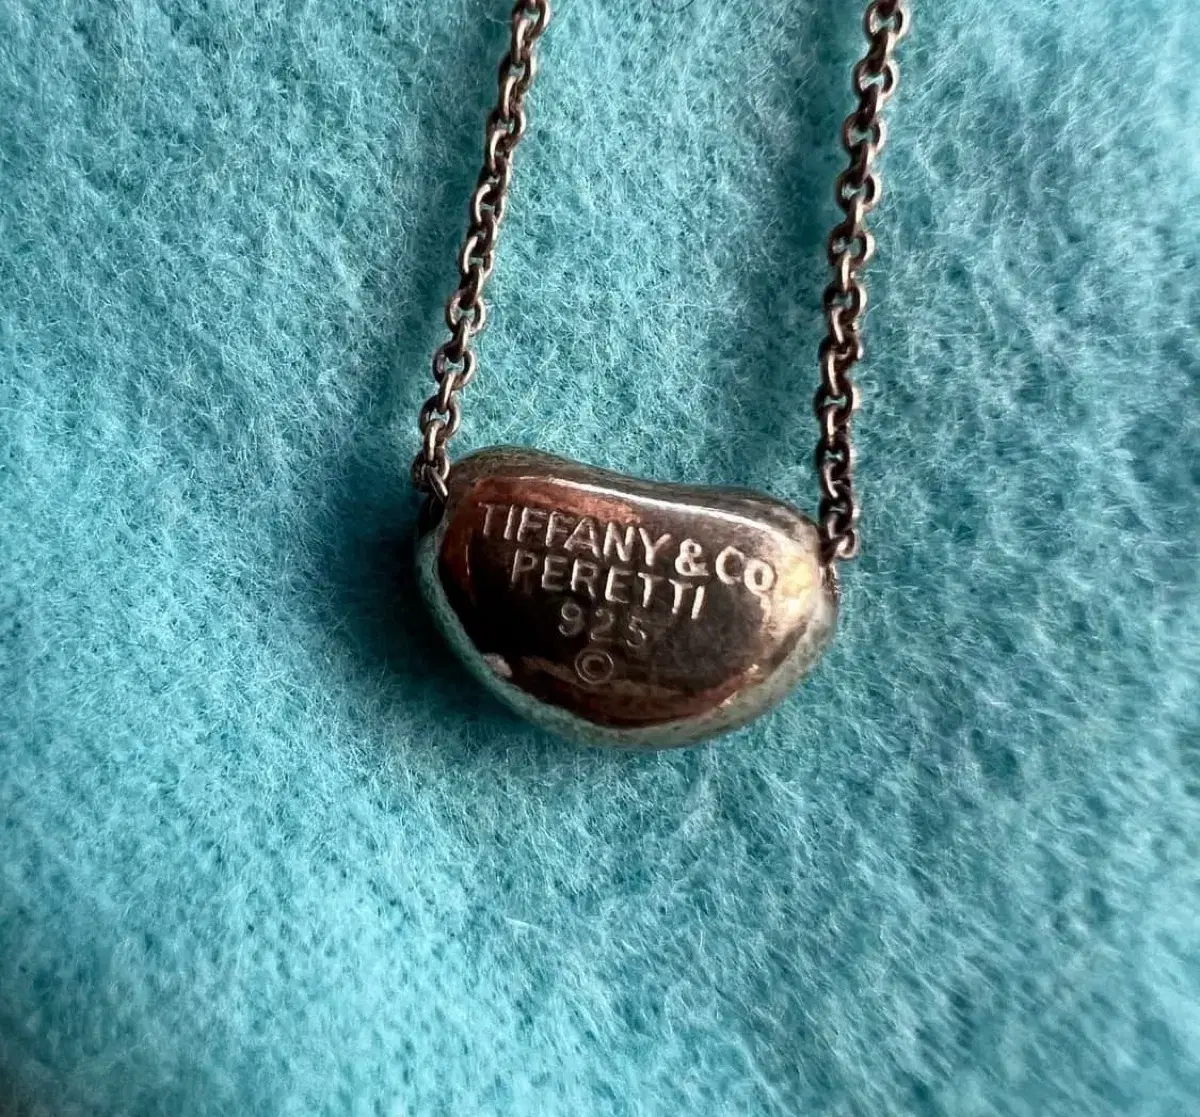 TIFFANY & Co
PERETTI
925
©